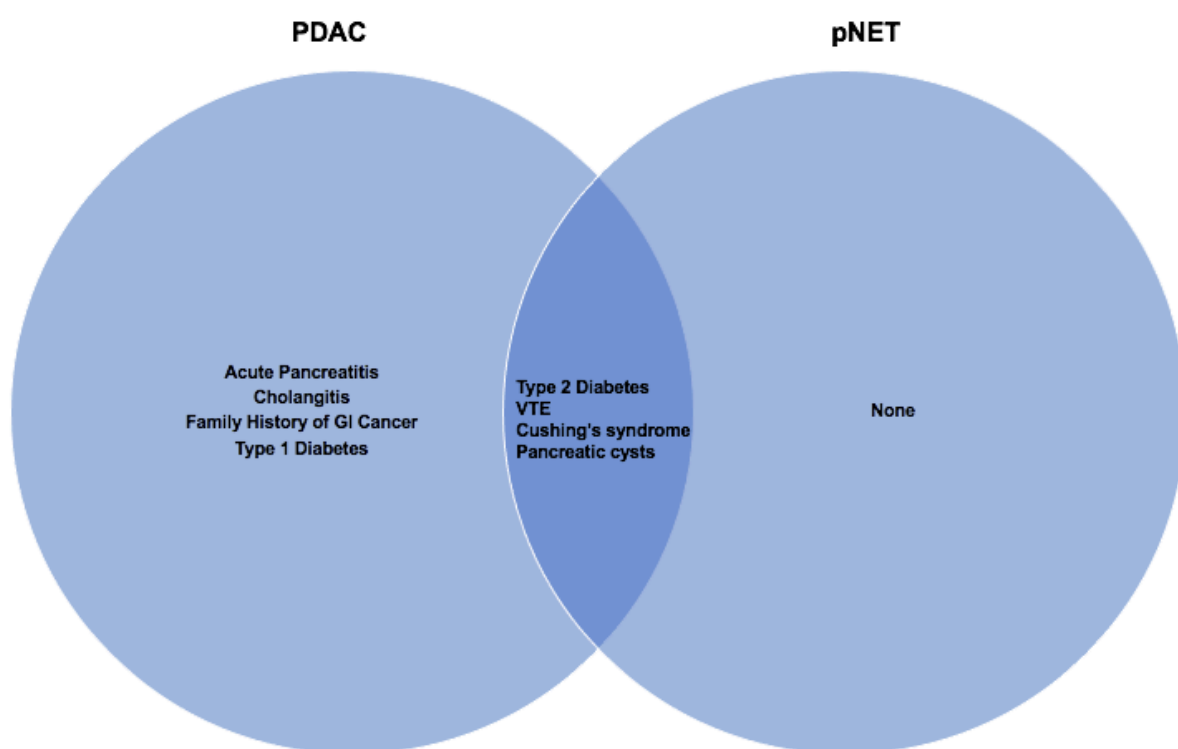 PDAC
pNET
Acute Pancreatitis
Cholangitis
Family History of GI Cancer
Type 1 Diabetes
Type 2 Diabetes
VTE
Cushing's syndrome
Pancreatic cysts
None